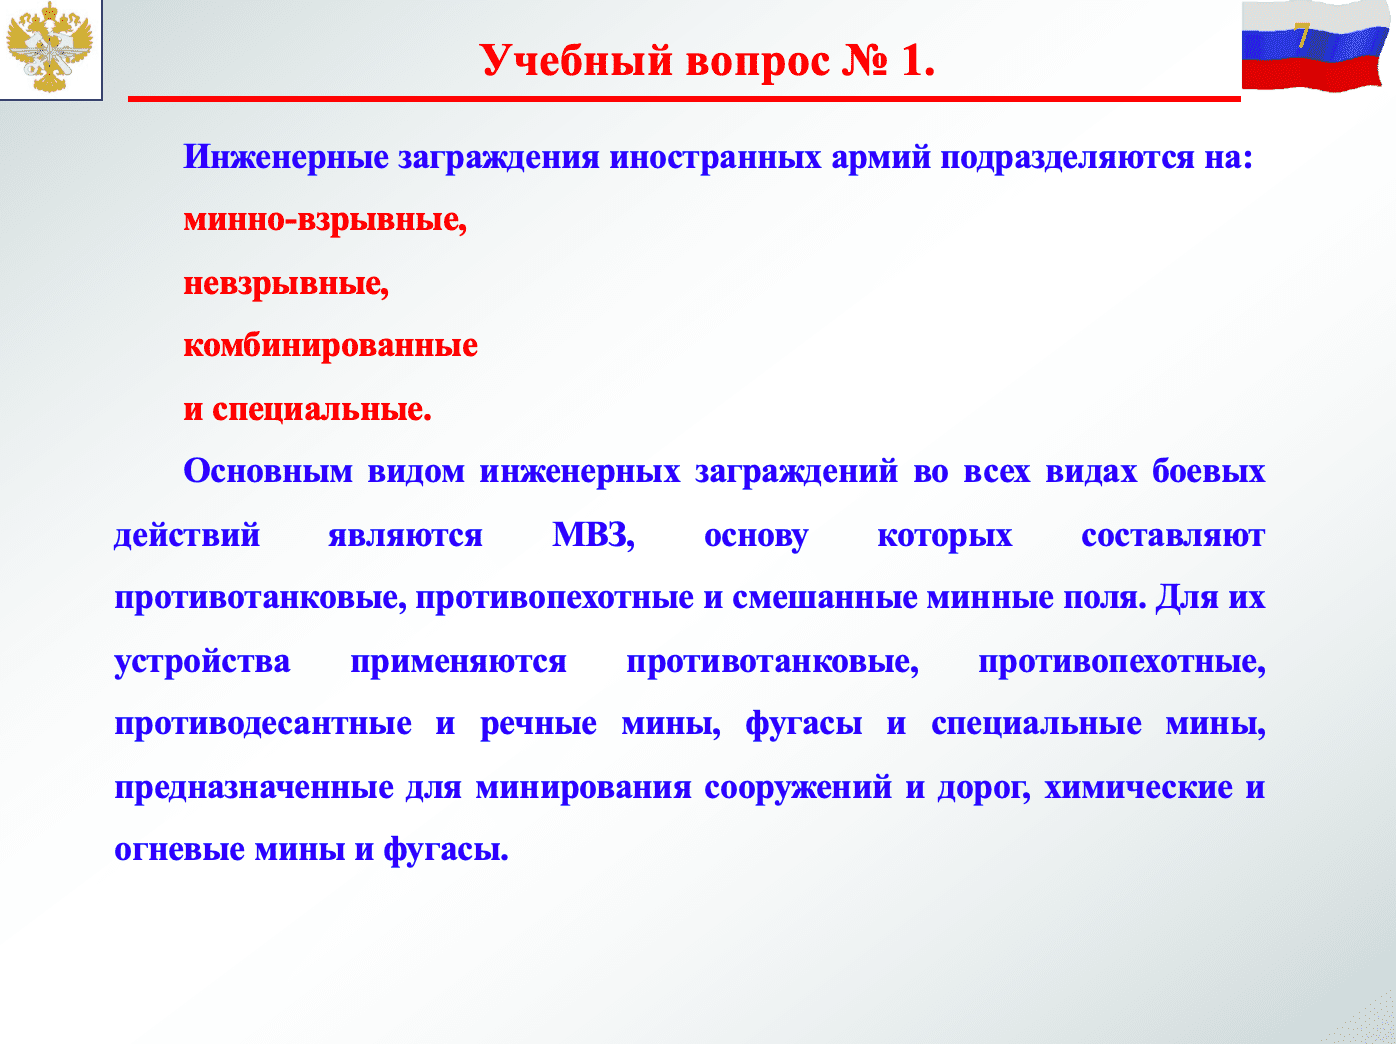 7
Учебный вопрос № 1.
Инженерные заграждения иностранных армий подразделяются на:
минно-взрывные,
невзрывные,
комбинированные
и специальные.
Основным видом инженерных заграждений во всех видах боевых
действий являются МВЗ, основу которых составляют
противотанковые, противопехотные и смешанные минные поля. Для их
устройства применяются противотанковые, противопехотные,
противодесантные и речные мины, фугасы и специальные мины,
предназначенные для минирования сооружений и дорог, химические и
огневые мины и фугасы.